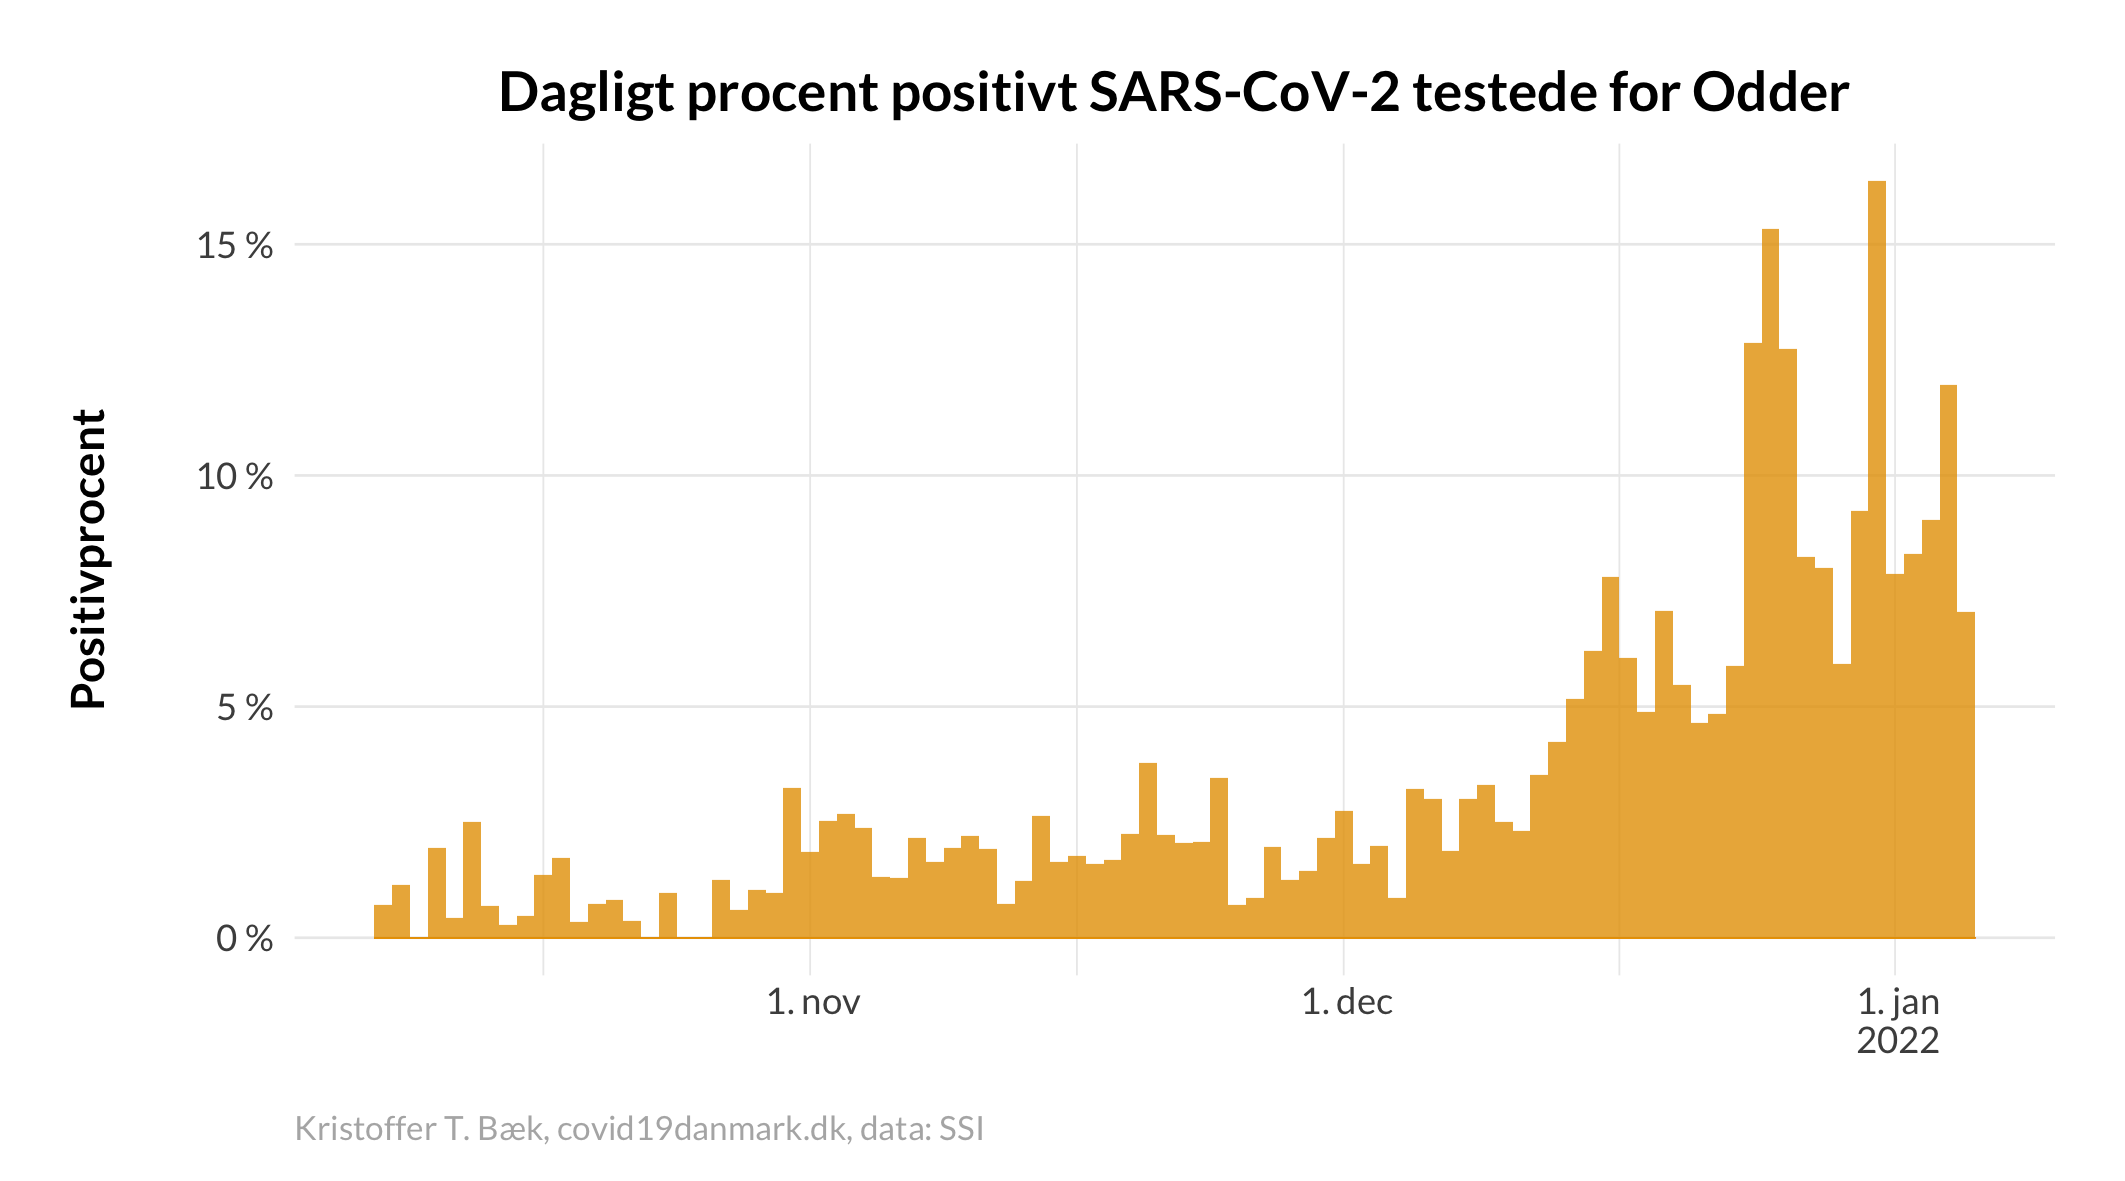 Dagligt procent positivt SARS-CoV-2 testede for Odder
Positivprocent
15 %
10 %
5 %
0 %
1. nov
1. dec
1. jan
2022
Kristoffer T. Bæk, covid19danmark.dk, data: SSI